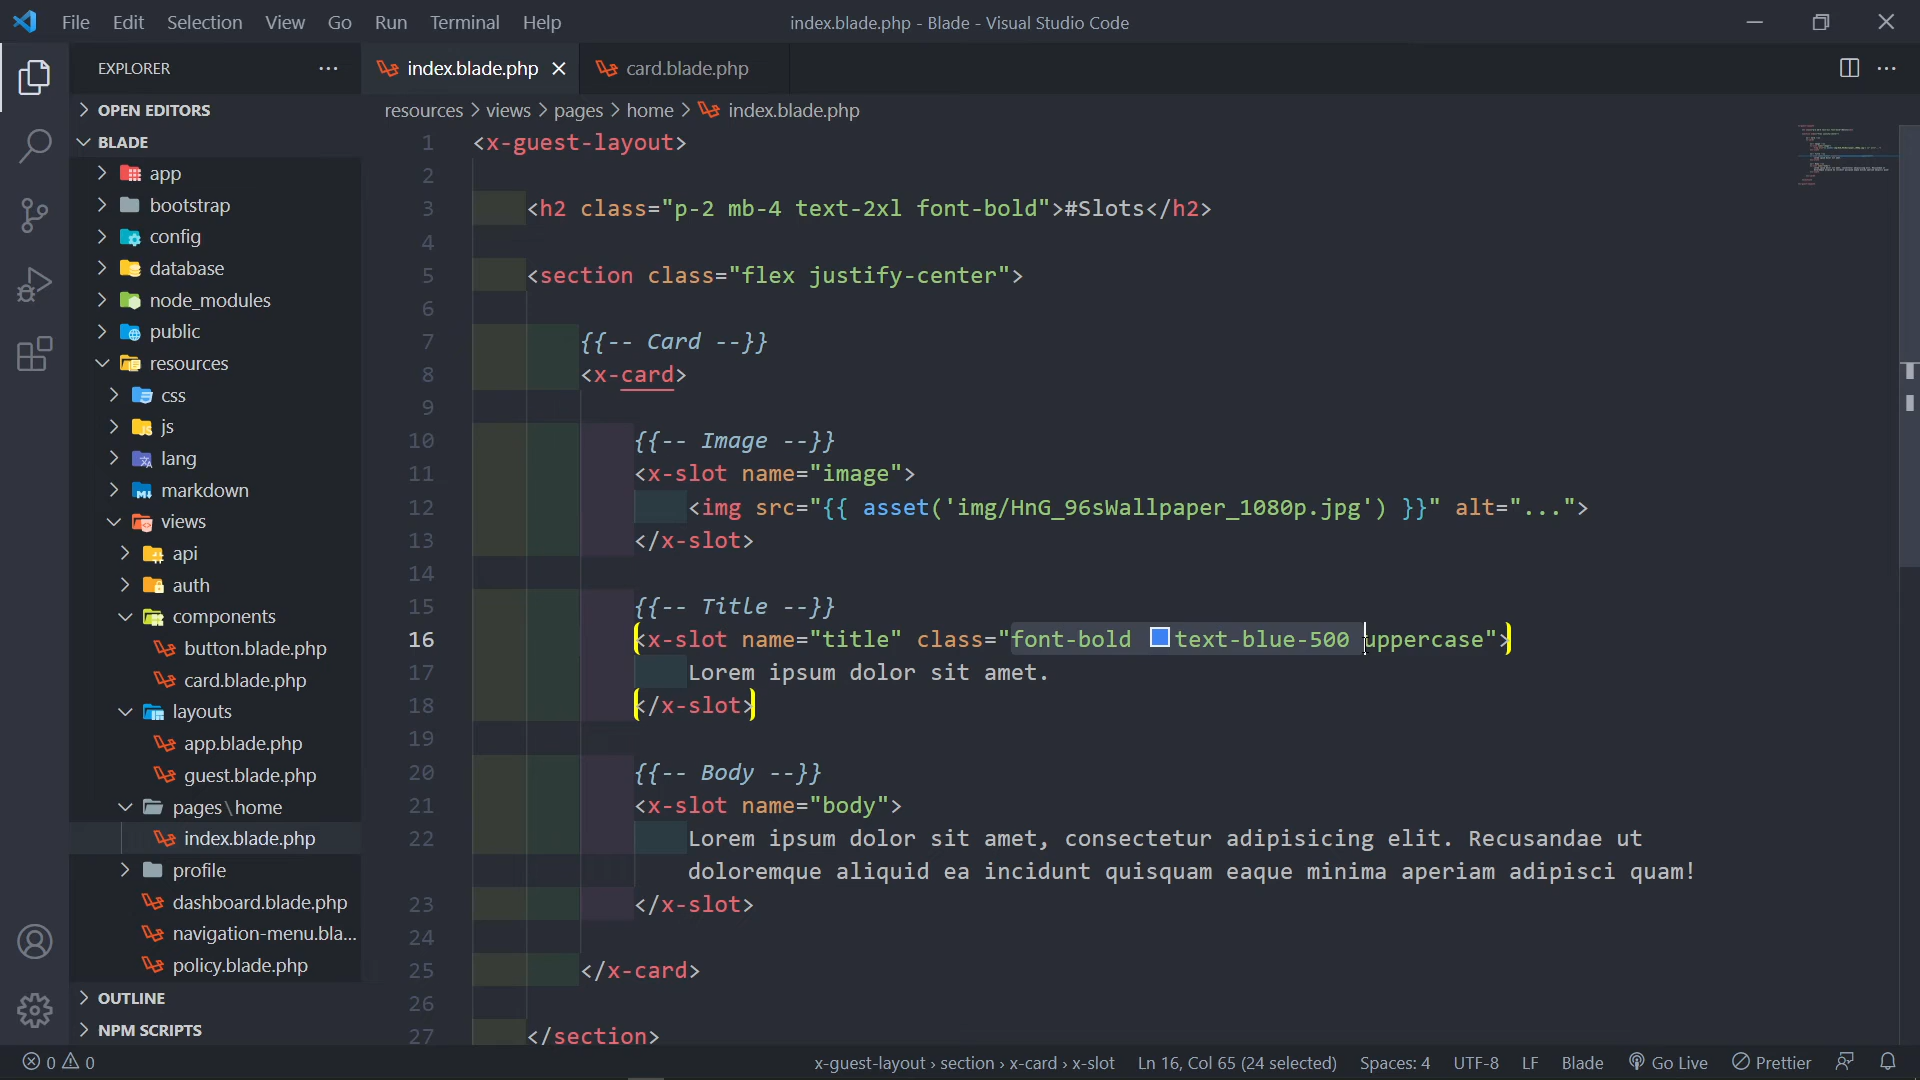 File Edit Selection View Go Run Terminal Help
index.blade.php - Blade - Visual Studio Code
EXPLORER
index.blade.php
card.blade.php
OPEN EDITORS
BLADE
app
bootstrap
config
database
node_modules
public
resources
css
js
lang
markdown
views
api
auth
components
button.blade.php
card.blade.php
layouts
app.blade.php
guest.blade.php
pages\home
index.blade.php
profile
dashboard.blade.php
navigation-menu.bla...
policy.blade.php
OUTLINE
NPM SCRIPTS
resources > views > pages > home > index.blade.php
1 <x-guest-layout>
2
3 <h2 class="p-2 mb-4 text-2xl font-bold">#Slots</h2>
4
5 <section class="flex justify-center">
6
7 {{-- Card --}}
8 <x-card>
9
10 {{-- Image --}}
11 <x-slot name="image">
12 <img src="{{ asset('img/HnG_96sWallpaper_1080p.jpg') }}" alt="...">
13 </x-slot>
14
15 {{-- Title --}}
16 <x-slot name="title" class="font-bold text-blue-500 uppercase">
17 Lorem ipsum dolor sit amet.
18 </x-slot>
19
20 {{-- Body --}}
21 <x-slot name="body">
22 Lorem ipsum dolor sit amet, consectetur adipisicing elit. Recusandae ut
doloremque aliquid ea incidunt quisquam eaque minima aperiam adipisci quam!
23 </x-slot>
24
25 </x-card>
26
27 </section>
0 0
x-guest-layout › section › x-card › x-slot Ln 16, Col 65 (24 selected) Spaces: 4 UTF-8 LF Blade Go Live Prettier